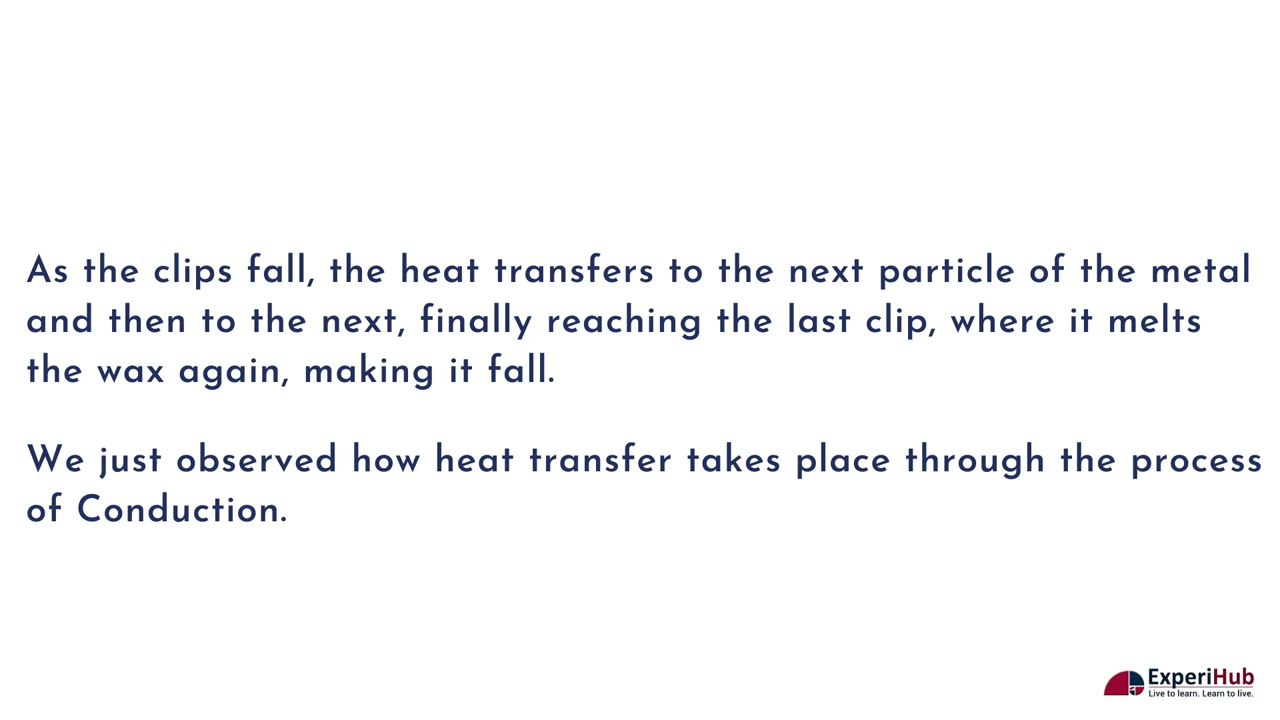 As the clips fall, the heat transfers to the next particle of the metal
and then to the next, finally reaching the last clip, where it melts
the wax again, making it fall.
We just observed how heat transfer takes place through the process
of Conduction.
ExperiHub
Live to learn. Learn to live.